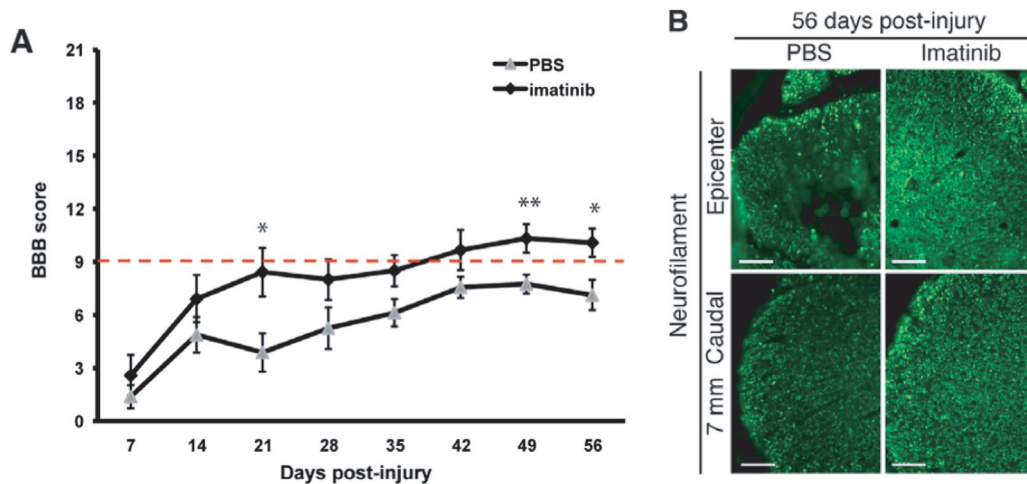 A
21
18
15
12
9
6
3
0
BBB score
PBS
imatinib
*
**
*
7 14 21 28 35 42 49 56
Days post-injury
B
56 days post-injury
PBS Imatinib
Neurofilament
Epicenter
7 mm Caudal